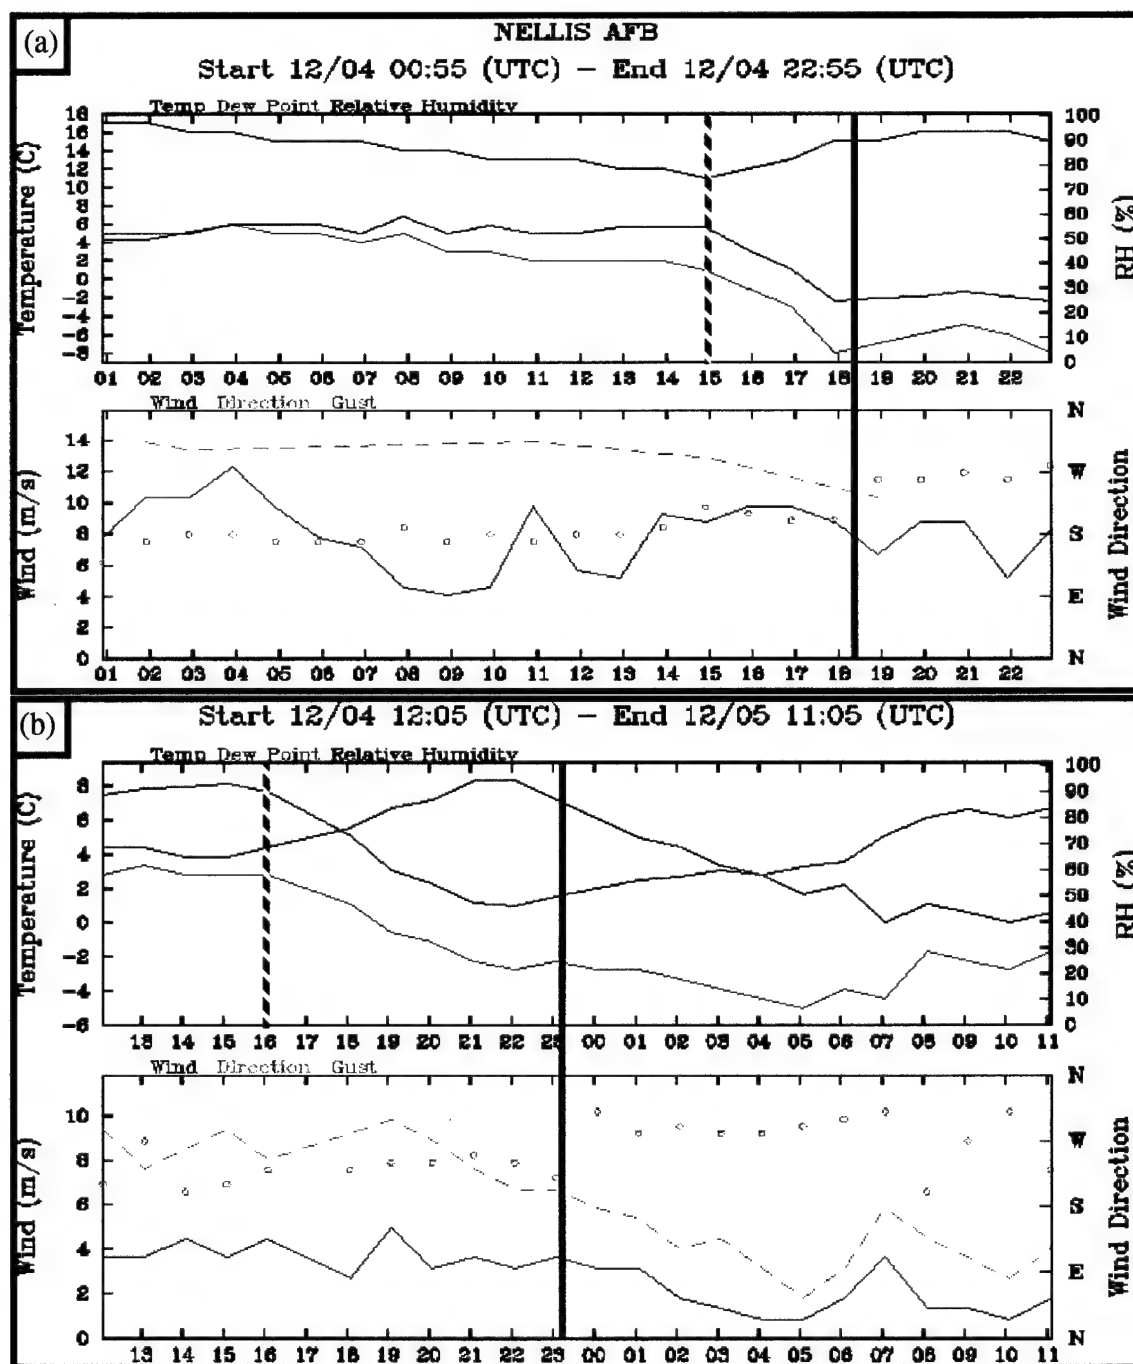 (a)
NELLIS AFB
Start 12/04 00:55 (UTC) – End 12/04 22:55 (UTC)
Temp Dew Point Relative Humidity
Temperature (C)
18
16
14
12
10
8
6
4
2
0
-2
-4
-6
-8
100
90
80
70
60
50
40
30
20
10
0
RH (%)
01 02 03 04 05 06 07 08 09 10 11 12 13 14 15 16 17 18 19 20 21 22
Wind Direction Gust
Wind (m/s)
14
12
10
8
6
4
2
0
N
W
S
E
N
Wind Direction
01 02 03 04 05 06 07 08 09 10 11 12 13 14 15 16 17 18 19 20 21 22
(b)
Start 12/04 12:05 (UTC) – End 12/05 11:05 (UTC)
Temp Dew Point Relative Humidity
Temperature (C)
8
6
4
2
0
-2
-4
-6
100
90
80
70
60
50
40
30
20
10
0
RH (%)
13 14 15 16 17 18 19 20 21 22 23 00 01 02 03 04 05 06 07 08 09 10 11
Wind Direction Gust
Wind (m/s)
10
8
6
4
2
0
N
W
S
E
N
Wind Direction
13 14 15 16 17 18 19 20 21 22 23 00 01 02 03 04 05 06 07 08 09 10 11